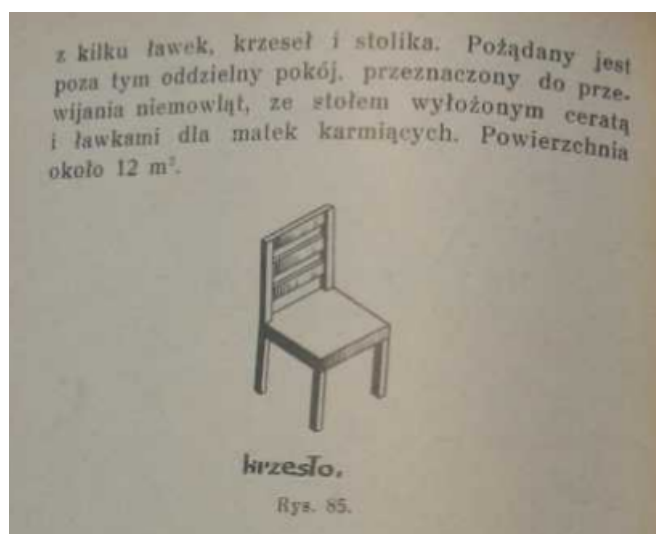 z kilku ławek, krzeseł i stolika. Pożądany jest
poza tym oddzielny pokój, przeznaczony do prze-
wijania niemowląt, ze stołem wyłożonym ceratą
i ławkami dla matek karmiących. Powierzchnia
około 12 m².
krzesło.
Rys. 85.